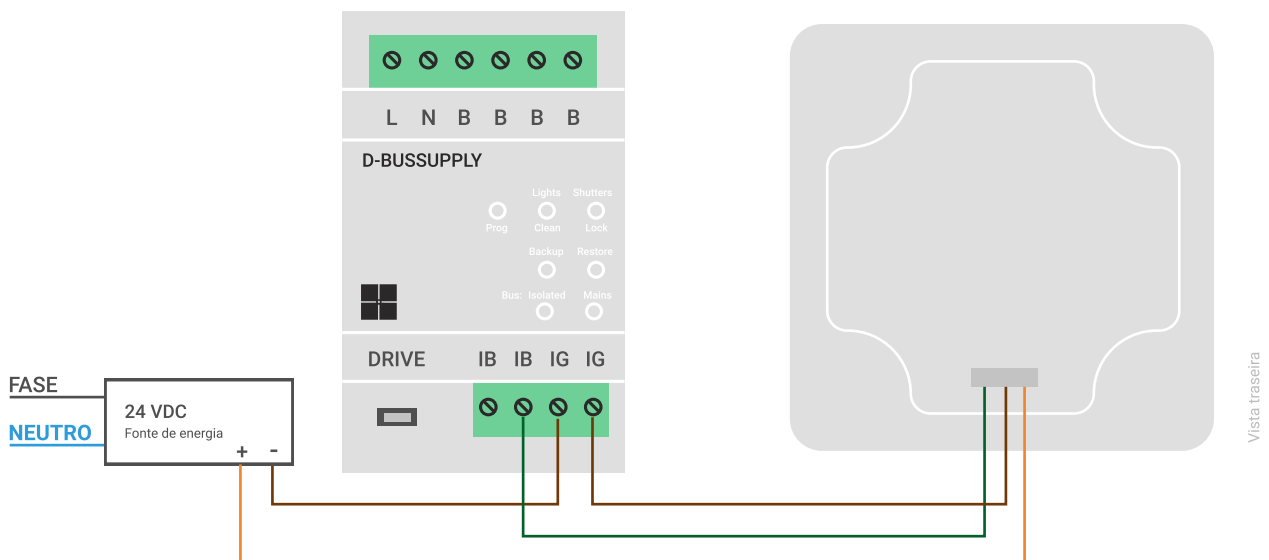 L N B B B B
D-BUSSUPPLY
Lights Shutters
Prog Clean Lock
Backup Restore
Bus: Isolated Mains
DRIVE IB IB IG IG
FASE
NEUTRO
24 VDC
Fonte de energia
+ -
Vista traseira